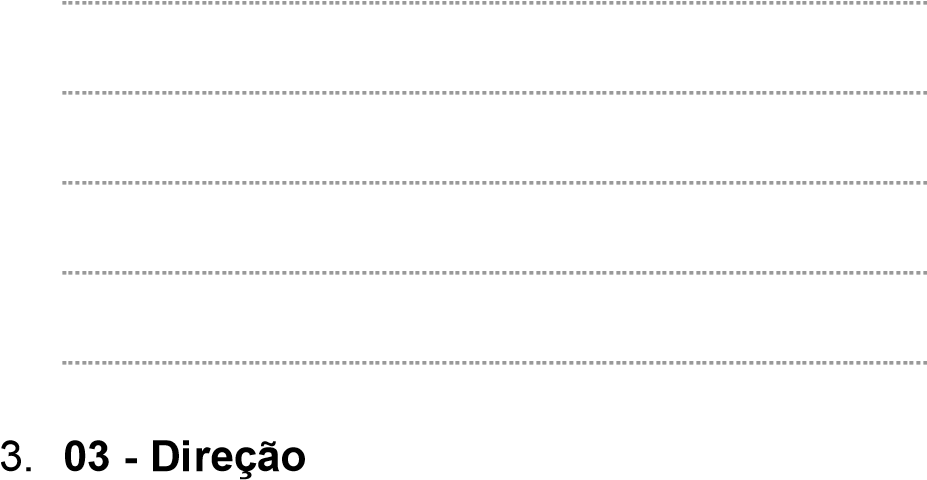 3. 03 - Direção